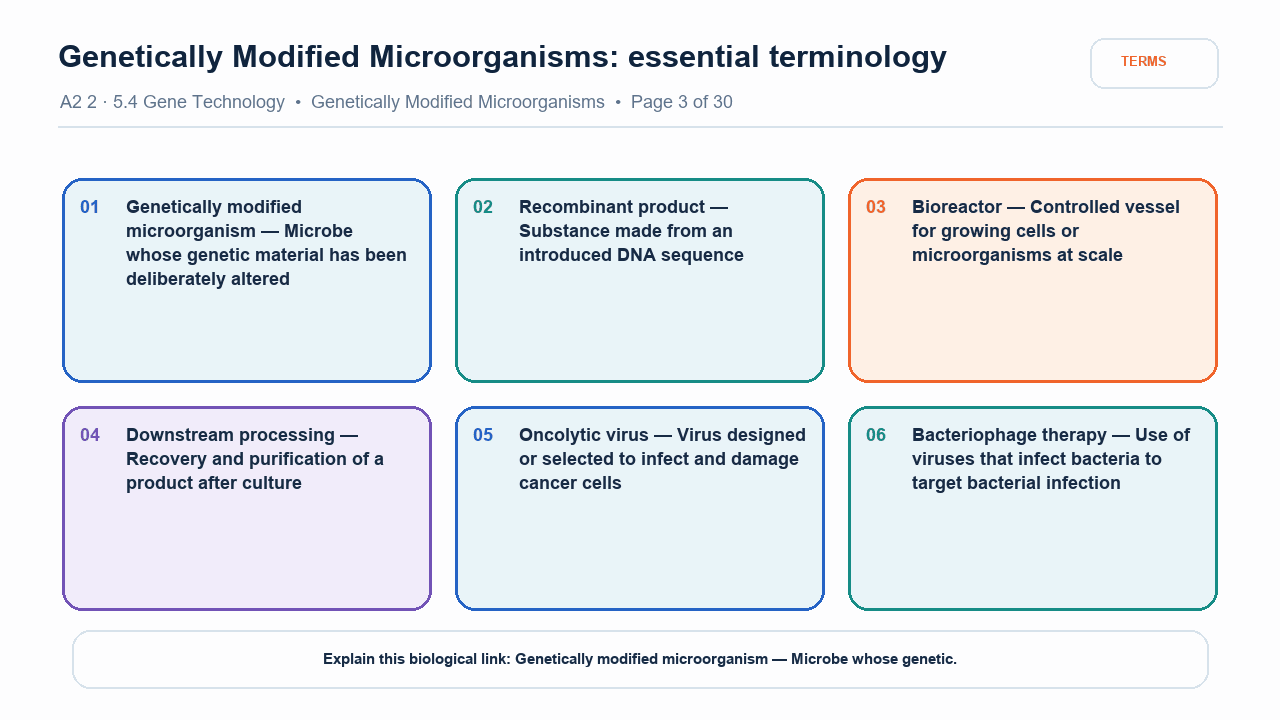 Genetically Modified Microorganisms: essential terminology
TERMS
A2 2 · 5.4 Gene Technology • Genetically Modified Microorganisms • Page 3 of 30
01
Genetically modified
microorganism — Microbe
whose genetic material has been
deliberately altered
02
Recombinant product —
Substance made from an
introduced DNA sequence
03
Bioreactor — Controlled vessel
for growing cells or
microorganisms at scale
04
Downstream processing —
Recovery and purification of a
product after culture
05
Oncolytic virus — Virus designed
or selected to infect and damage
cancer cells
06
Bacteriophage therapy — Use of
viruses that infect bacteria to
target bacterial infection
Explain this biological link: Genetically modified microorganism — Microbe whose genetic.